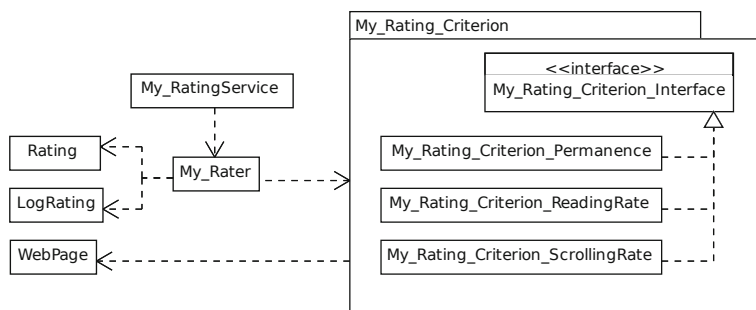 My_Rating_Criterion
<<interface>>
My_Rating_Criterion_Interface
My_RatingService
Rating
My_Rater
My_Rating_Criterion_Permanence
LogRating
My_Rating_Criterion_ReadingRate
WebPage
My_Rating_Criterion_ScrollingRate